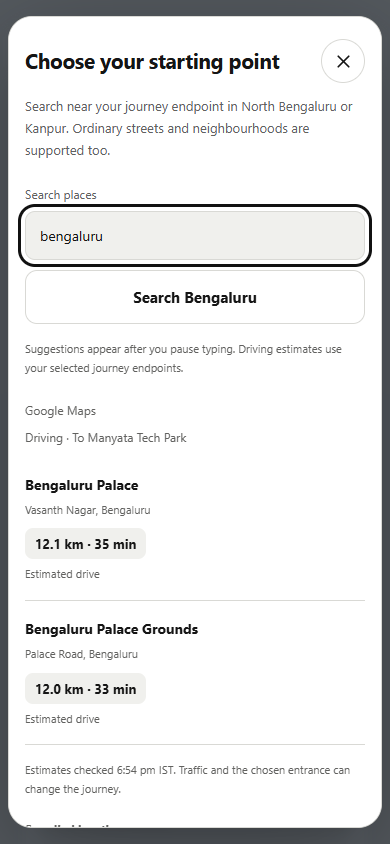 Choose your starting point
Search near your journey endpoint in North Bengaluru or
Kanpur. Ordinary streets and neighbourhoods are
supported too.
Search places
bengaluru
Search Bengaluru
Suggestions appear after you pause typing. Driving estimates use
your selected journey endpoints.
Google Maps
Driving · To Manyata Tech Park
Bengaluru Palace
Vasanth Nagar, Bengaluru
12.1 km · 35 min
Estimated drive
Bengaluru Palace Grounds
Palace Road, Bengaluru
12.0 km · 33 min
Estimated drive
Estimates checked 6:54 pm IST. Traffic and the chosen entrance can
change the journey.